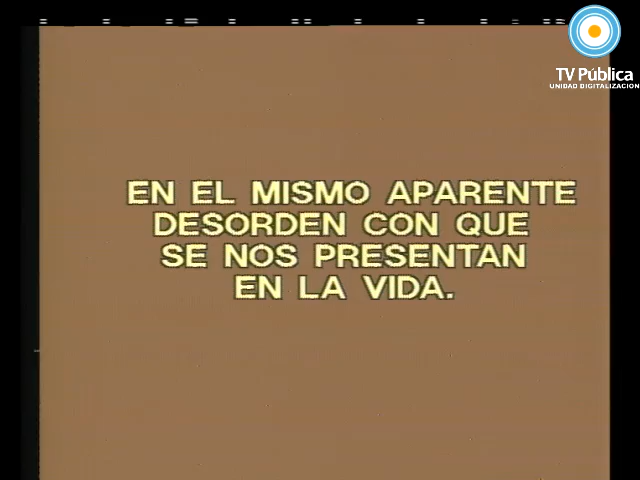 TV Pública
UNIDAD DIGITALIZACION
EN EL MISMO APARENTE
DESORDEN CON QUE
SE NOS PRESENTAN
EN LA VIDA.